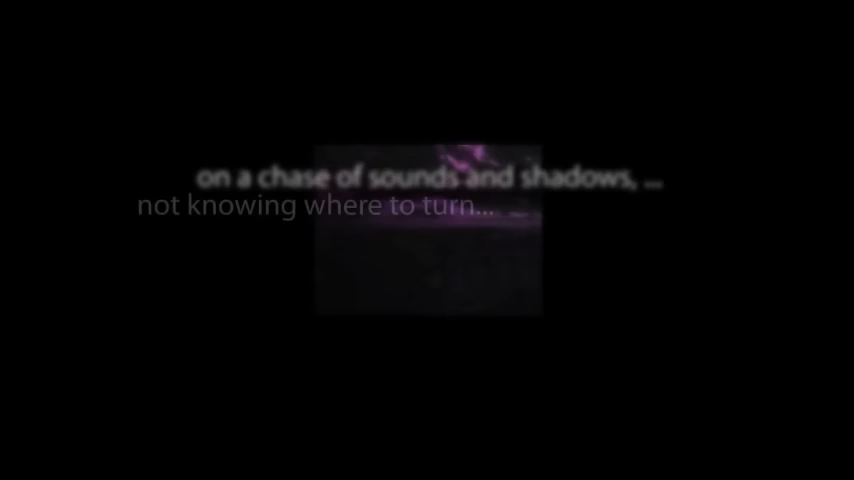 on a chase of sounds and shadows, ...
not knowing where to turn...